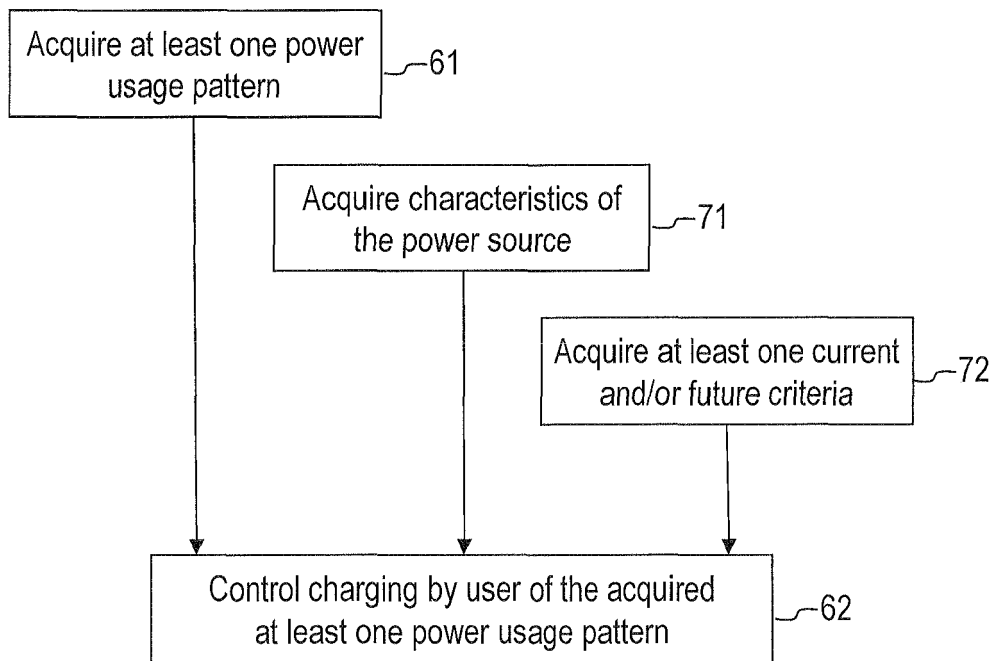 Acquire at least one power
usage pattern
61
Acquire characteristics of
the power source
71
Acquire at least one current
and/or future criteria
72
Control charging by user of the acquired
at least one power usage pattern
62